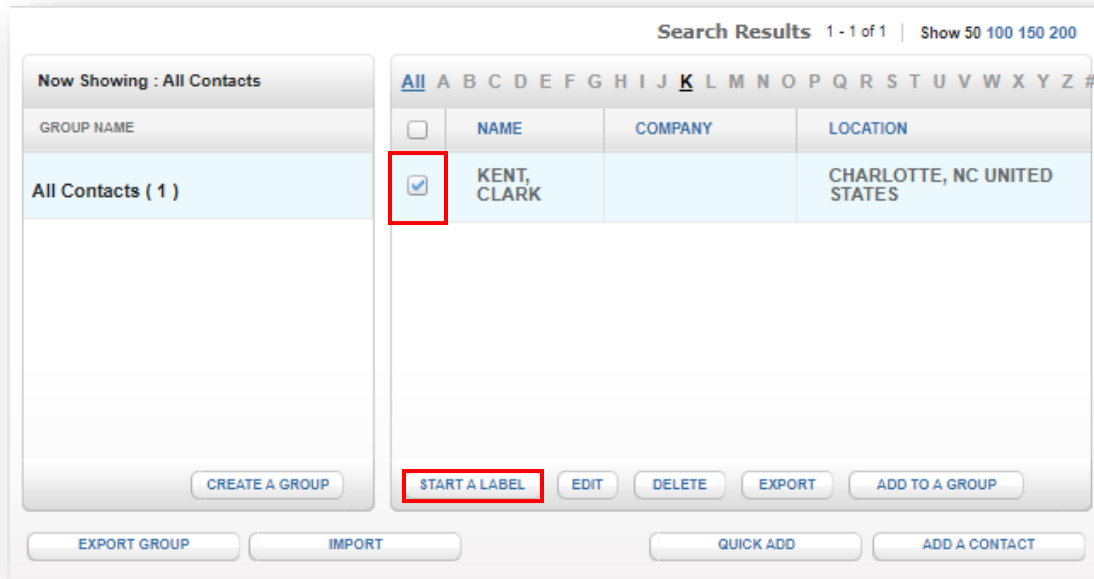 Search Results 1 - 1 of 1 | Show 50 100 150 200
Now Showing : All Contacts
GROUP NAME
All Contacts ( 1 )
CREATE A GROUP
All A B C D E F G H I J K L M N O P Q R S T U V W X Y Z #
NAME COMPANY LOCATION
KENT, CLARK
CHARLOTTE, NC UNITED STATES
START A LABEL EDIT DELETE EXPORT ADD TO A GROUP
EXPORT GROUP IMPORT QUICK ADD ADD A CONTACT